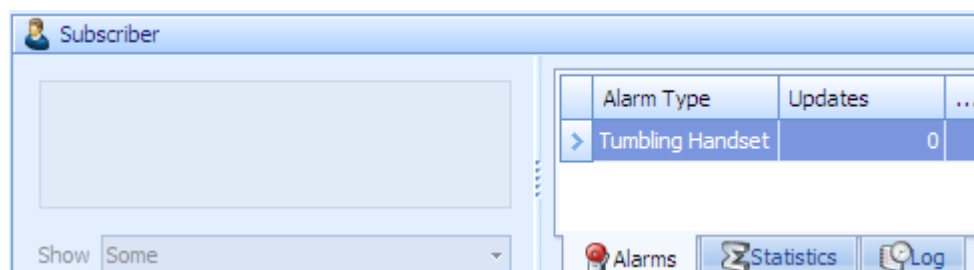 Subscriber
Alarm Type Updates ...
Tumbling Handset 0
Show Some
Alarms Statistics Log